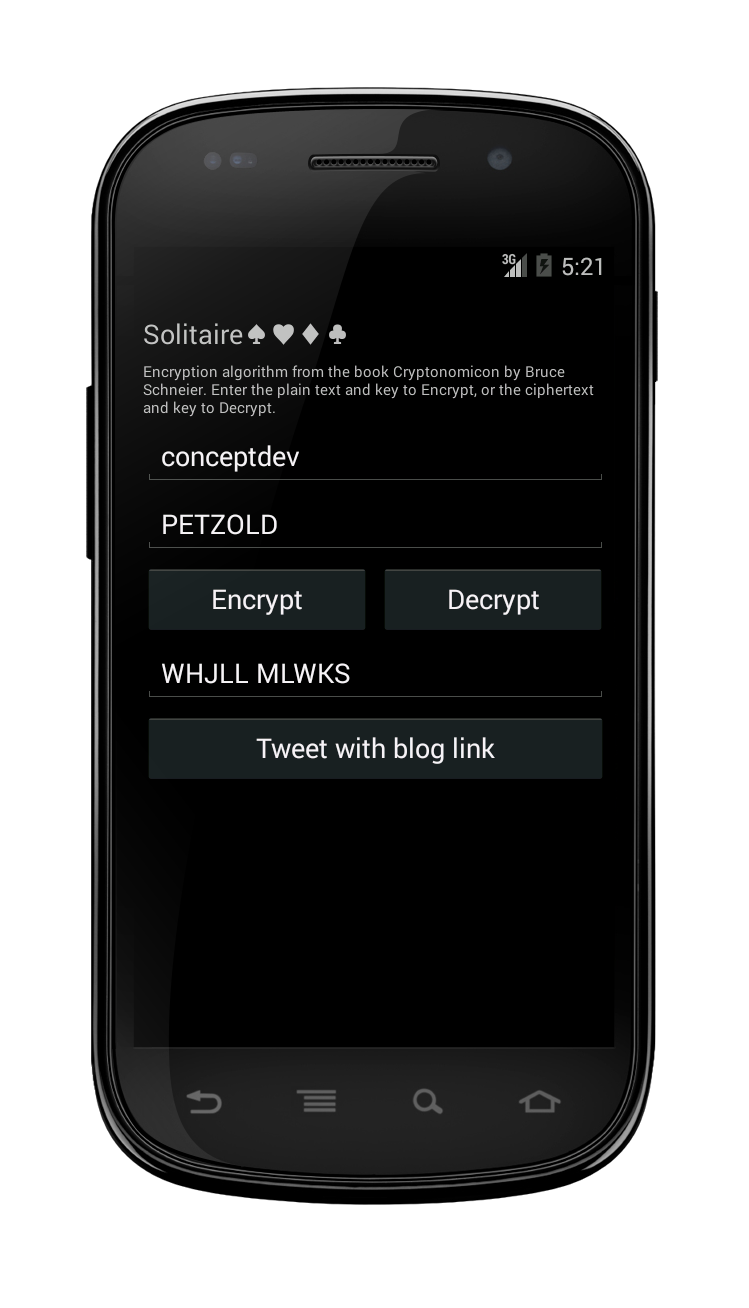 3G 5:21
Solitaire♠♥♦♣
Encryption algorithm from the book Cryptonomicon by Bruce
Schneier. Enter the plain text and key to Encrypt, or the ciphertext
and key to Decrypt.
conceptdev
PETZOLD
Encrypt Decrypt
WHJLL MLWKS
Tweet with blog link